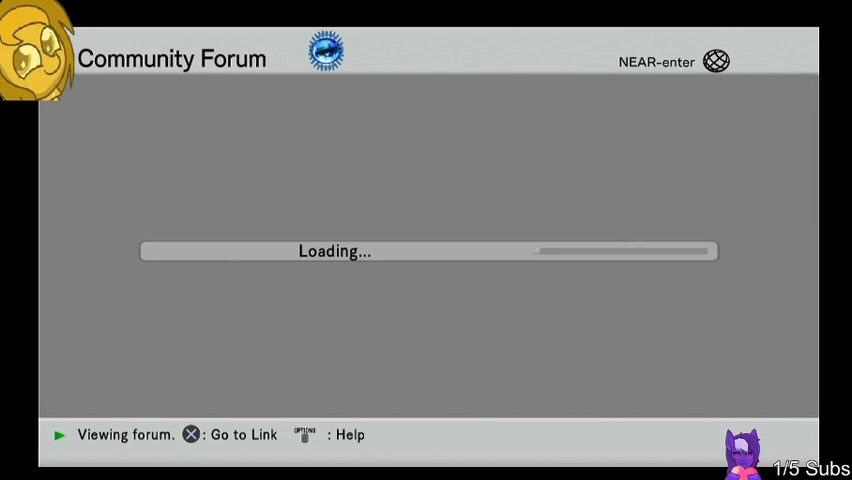 Community Forum
NEAR-enter
Loading...
Viewing forum. : Go to Link OPTIONS : Help
1/5 Subs